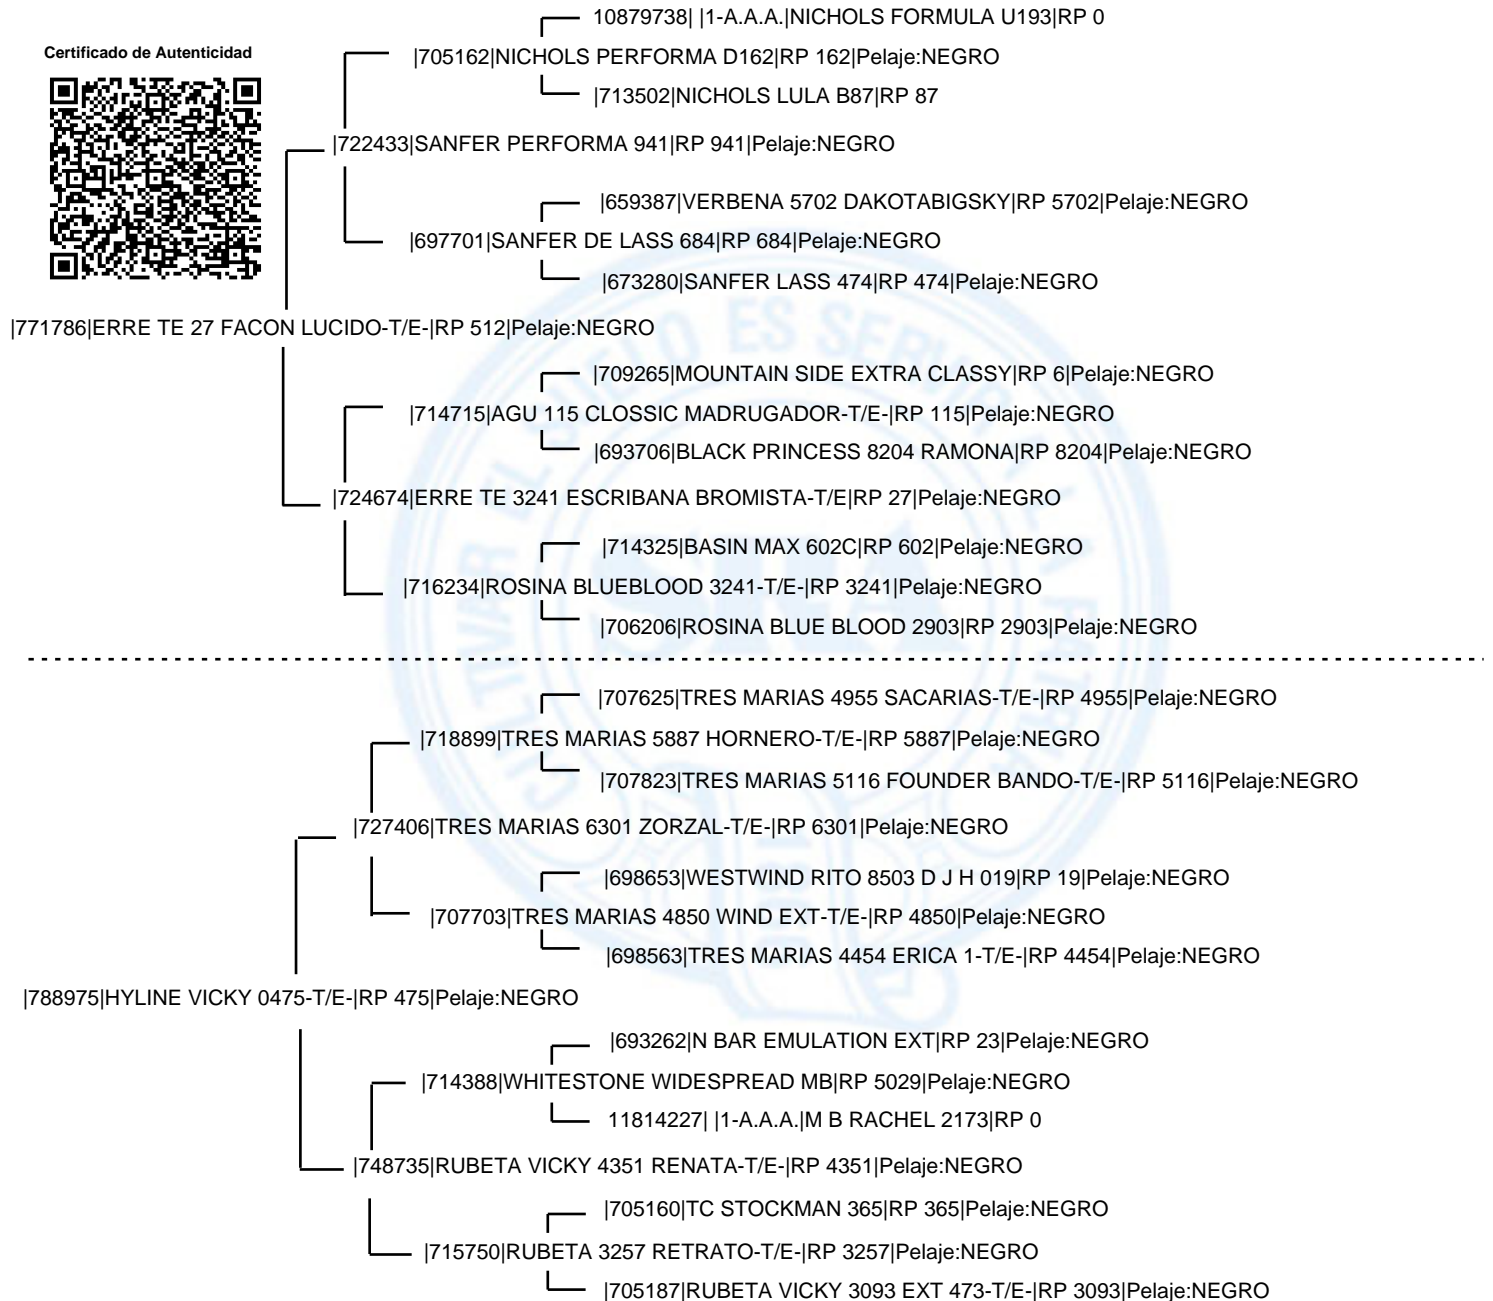 10879738| |1-A.A.A.|NICHOLS FORMULA U193|RP 0
Certificado de Autenticidad
|705162|NICHOLS PERFORMA D162|RP 162|Pelaje:NEGRO
|713502|NICHOLS LULA B87|RP 87
|722433|SANFER PERFORMA 941|RP 941|Pelaje:NEGRO
|659387|VERBENA 5702 DAKOTABIGSKY|RP 5702|Pelaje:NEGRO
|697701|SANFER DE LASS 684|RP 684|Pelaje:NEGRO
|673280|SANFER LASS 474|RP 474|Pelaje:NEGRO
|771786|ERRE TE 27 FACON LUCIDO-T/E-|RP 512|Pelaje:NEGRO
|709265|MOUNTAIN SIDE EXTRA CLASSY|RP 6|Pelaje:NEGRO
|714715|AGU 115 CLOSSIC MADRUGADOR-T/E-|RP 115|Pelaje:NEGRO
|693706|BLACK PRINCESS 8204 RAMONA|RP 8204|Pelaje:NEGRO
|724674|ERRE TE 3241 ESCRIBANA BROMISTA-T/E|RP 27|Pelaje:NEGRO
|714325|BASIN MAX 602C|RP 602|Pelaje:NEGRO
|716234|ROSINA BLUEBLOOD 3241-T/E-|RP 3241|Pelaje:NEGRO
|706206|ROSINA BLUE BLOOD 2903|RP 2903|Pelaje:NEGRO
|707625|TRES MARIAS 4955 SACARIAS-T/E-|RP 4955|Pelaje:NEGRO
|718899|TRES MARIAS 5887 HORNERO-T/E-|RP 5887|Pelaje:NEGRO
|707823|TRES MARIAS 5116 FOUNDER BANDO-T/E-|RP 5116|Pelaje:NEGRO
|727406|TRES MARIAS 6301 ZORZAL-T/E-|RP 6301|Pelaje:NEGRO
|698653|WESTWIND RITO 8503 D J H 019|RP 19|Pelaje:NEGRO
|707703|TRES MARIAS 4850 WIND EXT-T/E-|RP 4850|Pelaje:NEGRO
|698563|TRES MARIAS 4454 ERICA 1-T/E-|RP 4454|Pelaje:NEGRO
|788975|HYLINE VICKY 0475-T/E-|RP 475|Pelaje:NEGRO
|693262|N BAR EMULATION EXT|RP 23|Pelaje:NEGRO
|714388|WHITESTONE WIDESPREAD MB|RP 5029|Pelaje:NEGRO
11814227| |1-A.A.A.|M B RACHEL 2173|RP 0
|748735|RUBETA VICKY 4351 RENATA-T/E-|RP 4351|Pelaje:NEGRO
|705160|TC STOCKMAN 365|RP 365|Pelaje:NEGRO
|715750|RUBETA 3257 RETRATO-T/E-|RP 3257|Pelaje:NEGRO
|705187|RUBETA VICKY 3093 EXT 473-T/E-|RP 3093|Pelaje:NEGRO
CULTIVAR EL SUELO ES SERVIR A LA PATRIA